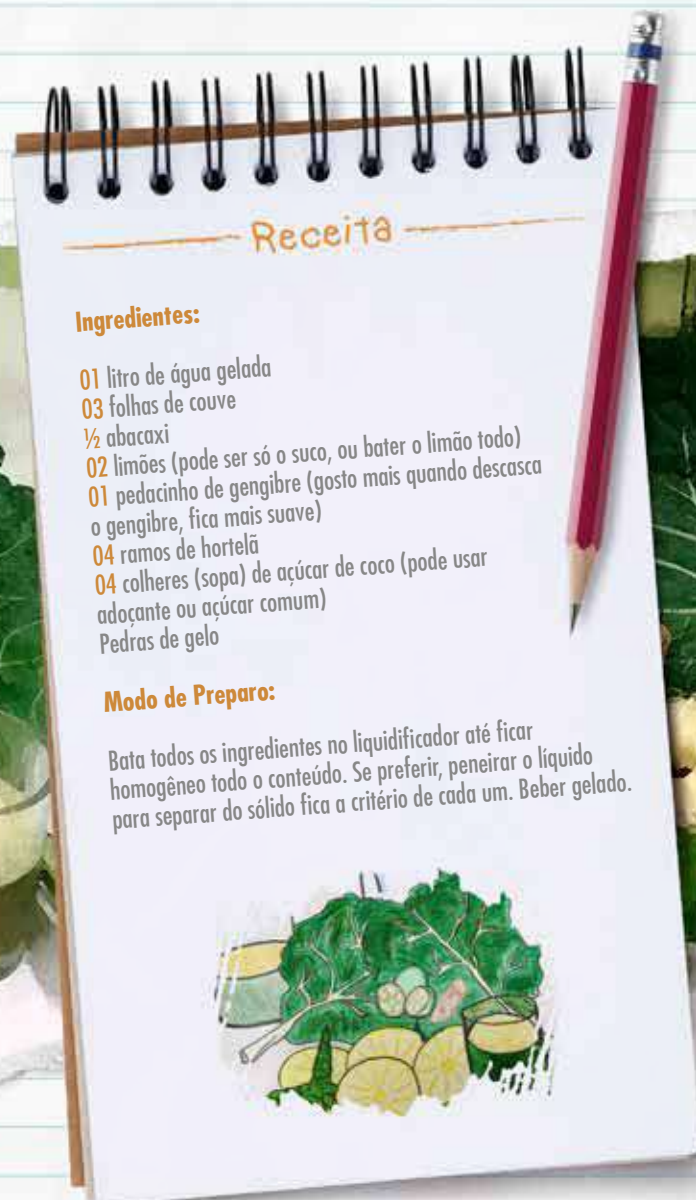 Receita
Ingredientes:
01 litro de água gelada
03 folhas de couve
½ abacaxi
02 limões (pode ser só o suco, ou bater o limão todo)
01 pedacinho de gengibre (gosto mais quando descasca
o gengibre, fica mais suave)
04 ramos de hortelã
04 colheres (sopa) de açúcar de coco (pode usar
adoçante ou açúcar comum)
Pedras de gelo
Modo de Preparo:
Bata todos os ingredientes no liquidificador até ficar
homogêneo todo o conteúdo. Se preferir, peneirar o líquido
para separar do sólido fica a critério de cada um. Beber gelado.